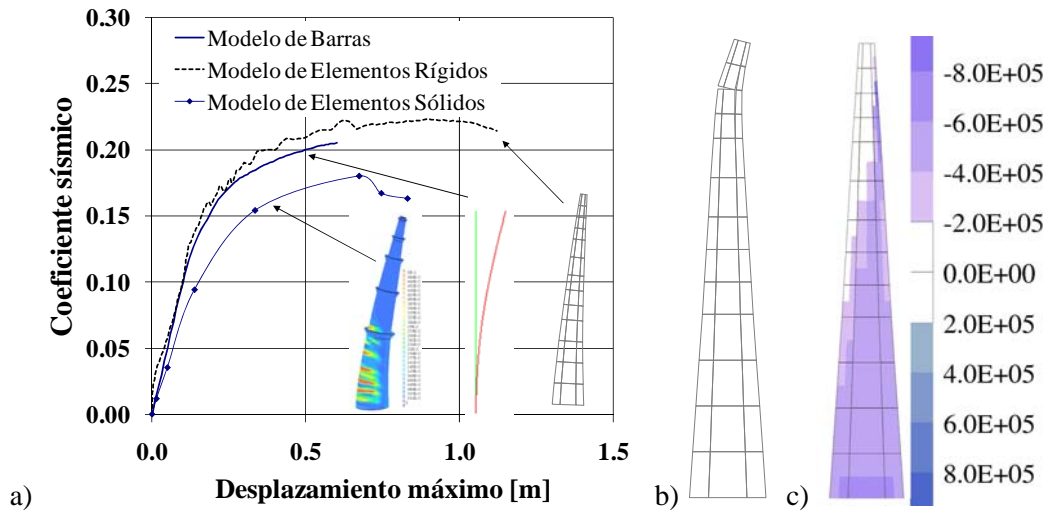 0.30
0.25
0.20
0.15
0.10
0.05
0.00
Coeficiente sísmico
Modelo de Barras
Modelo de Elementos Rígidos
Modelo de Elementos Sólidos
0.0
0.5
1.0
1.5
Desplazamiento máximo [m]
a)
b)
c)
-8.0E+05
-6.0E+05
-4.0E+05
-2.0E+05
0.0E+00
2.0E+05
4.0E+05
6.0E+05
8.0E+05